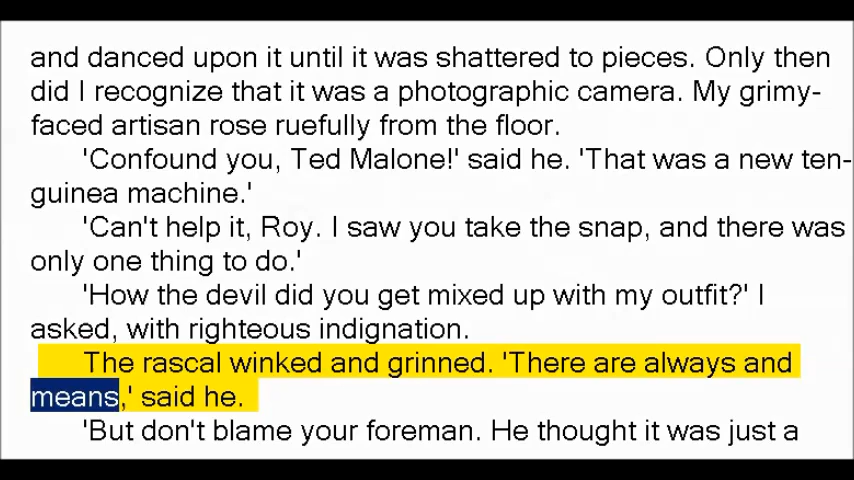 and danced upon it until it was shattered to pieces. Only then
did I recognize that it was a photographic camera. My grimy-
faced artisan rose ruefully from the floor.
'Confound you, Ted Malone!' said he. 'That was a new ten-
guinea machine.'
'Can't help it, Roy. I saw you take the snap, and there was
only one thing to do.'
'How the devil did you get mixed up with my outfit?' I
asked, with righteous indignation.
The rascal winked and grinned. 'There are always and
means,' said he.
'But don't blame your foreman. He thought it was just a